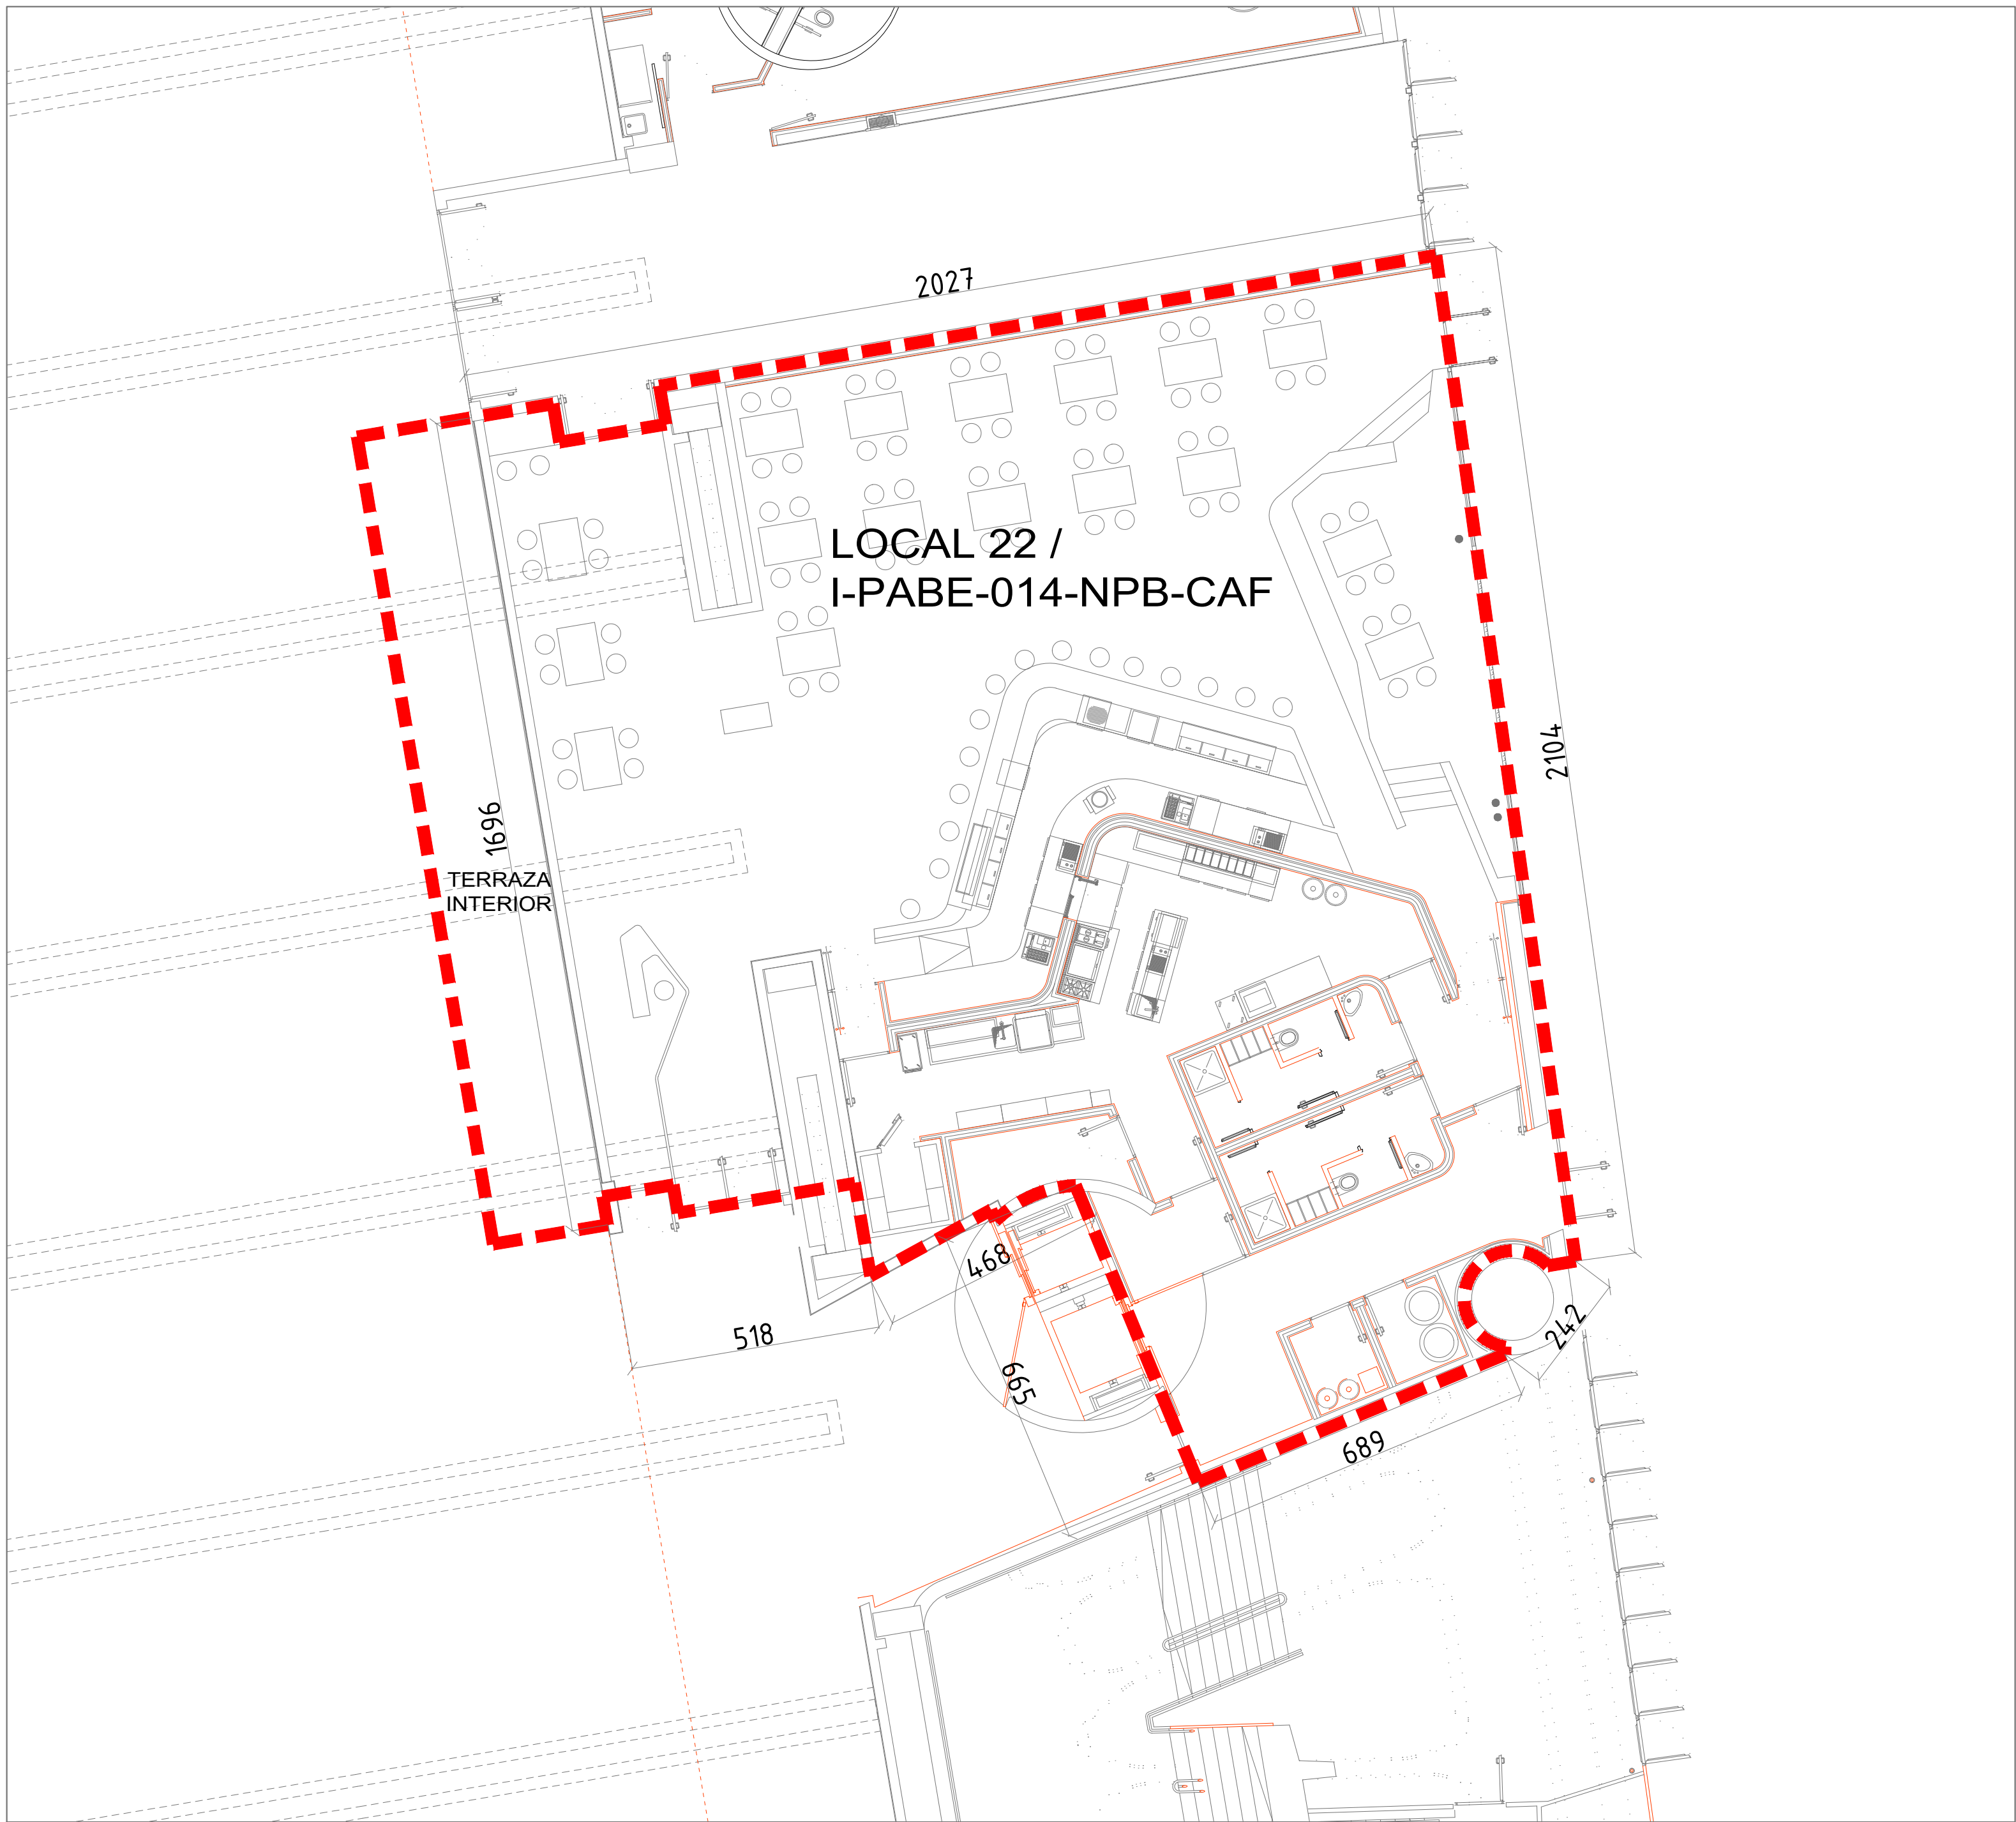 2027
LOCAL 22 /
I-PABE-014-NPB-CAF
2104
1696
TERRAZA
INTERIOR
468
242
518
665
689